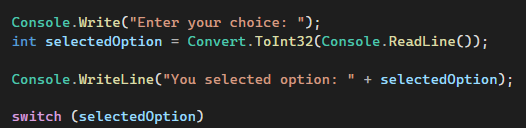 Console.Write("Enter your choice: ");
int selectedOption = Convert.ToInt32(Console.ReadLine());
Console.WriteLine("You selected option: " + selectedOption);
switch (selectedOption)